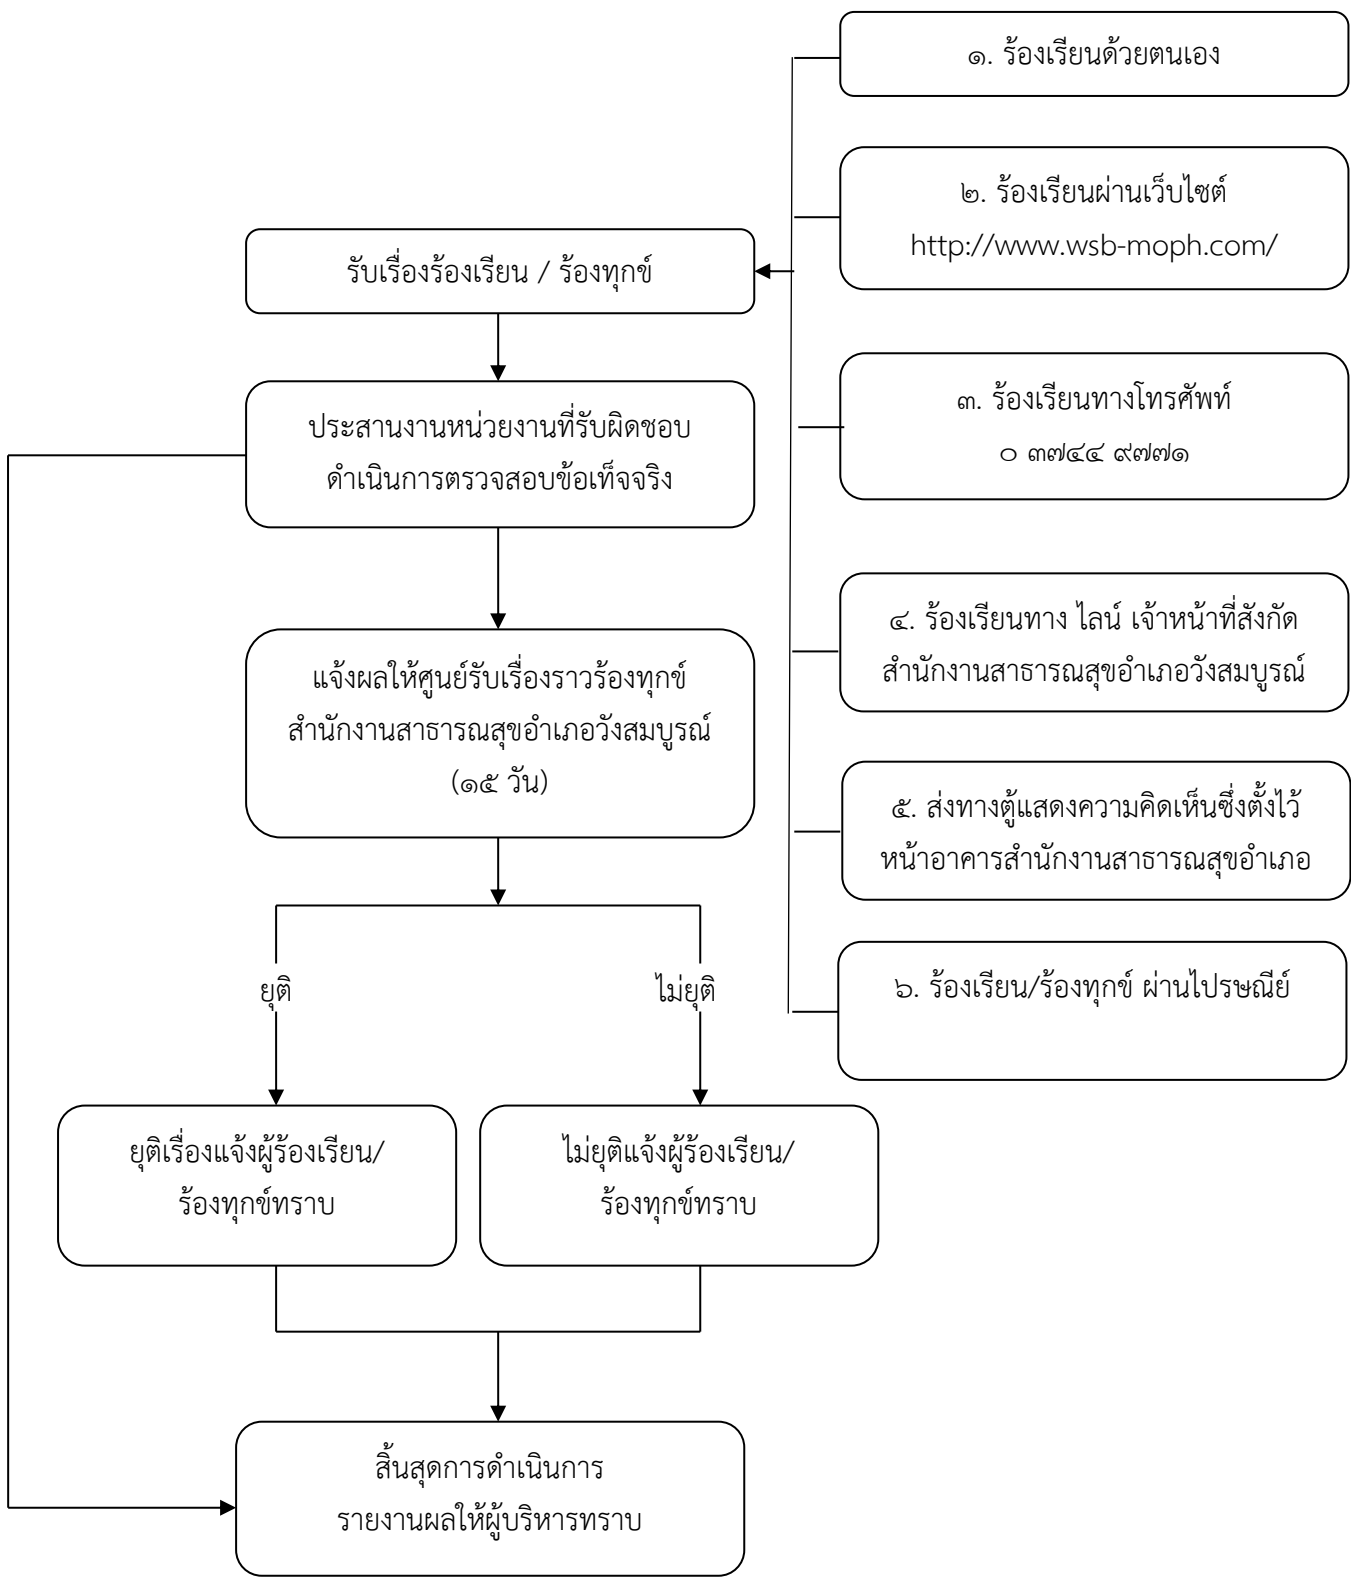 ๑. ร้องเรียนด้วยตนเอง
๒. ร้องเรียนผ่านเว็บไซต์
http://www.wsb-moph.com/
รับเรื่องร้องเรียน / ร้องทุกข์
๓. ร้องเรียนทางโทรศัพท์
๐ ๓๗๔๔ ๙๗๗๑
ประสานงานหน่วยงานที่รับผิดชอบ
ดำเนินการตรวจสอบข้อเท็จจริง
๔. ร้องเรียนทาง ไลน์ เจ้าหน้าที่สังกัด
สำนักงานสาธารณสุขอำเภอวังสมบูรณ์
แจ้งผลให้ศูนย์รับเรื่องราวร้องทุกข์
สำนักงานสาธารณสุขอำเภอวังสมบูรณ์
(๑๕ วัน)
๕. ส่งทางตู้แสดงความคิดเห็นซึ่งตั้งไว้
หน้าอาคารสำนักงานสาธารณสุขอำเภอ
๖. ร้องเรียน/ร้องทุกข์ ผ่านไปรษณีย์
ยุติ
ไม่ยุติ
ยุติเรื่องแจ้งผู้ร้องเรียน/
ร้องทุกข์ทราบ
ไม่ยุติแจ้งผู้ร้องเรียน/
ร้องทุกข์ทราบ
สิ้นสุดการดำเนินการ
รายงานผลให้ผู้บริหารทราบ